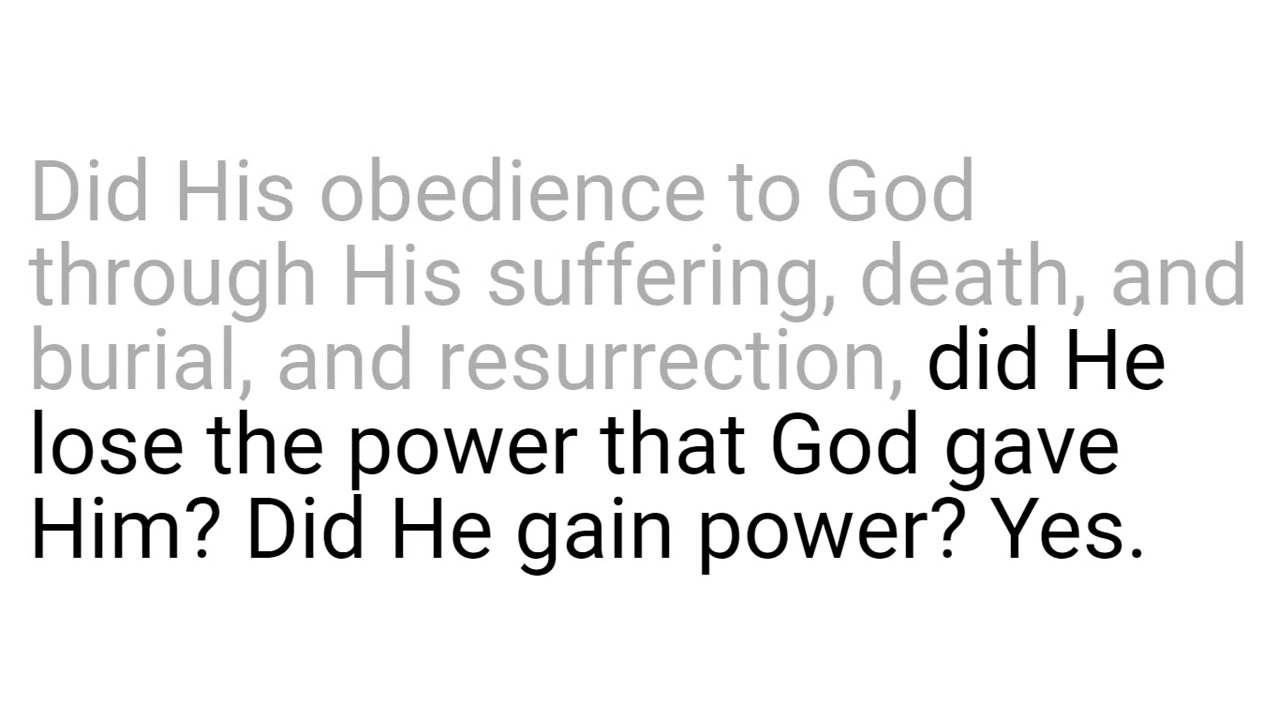 Did His obedience to God
through His suffering, death, and
burial, and resurrection, did He
lose the power that God gave
Him? Did He gain power? Yes.